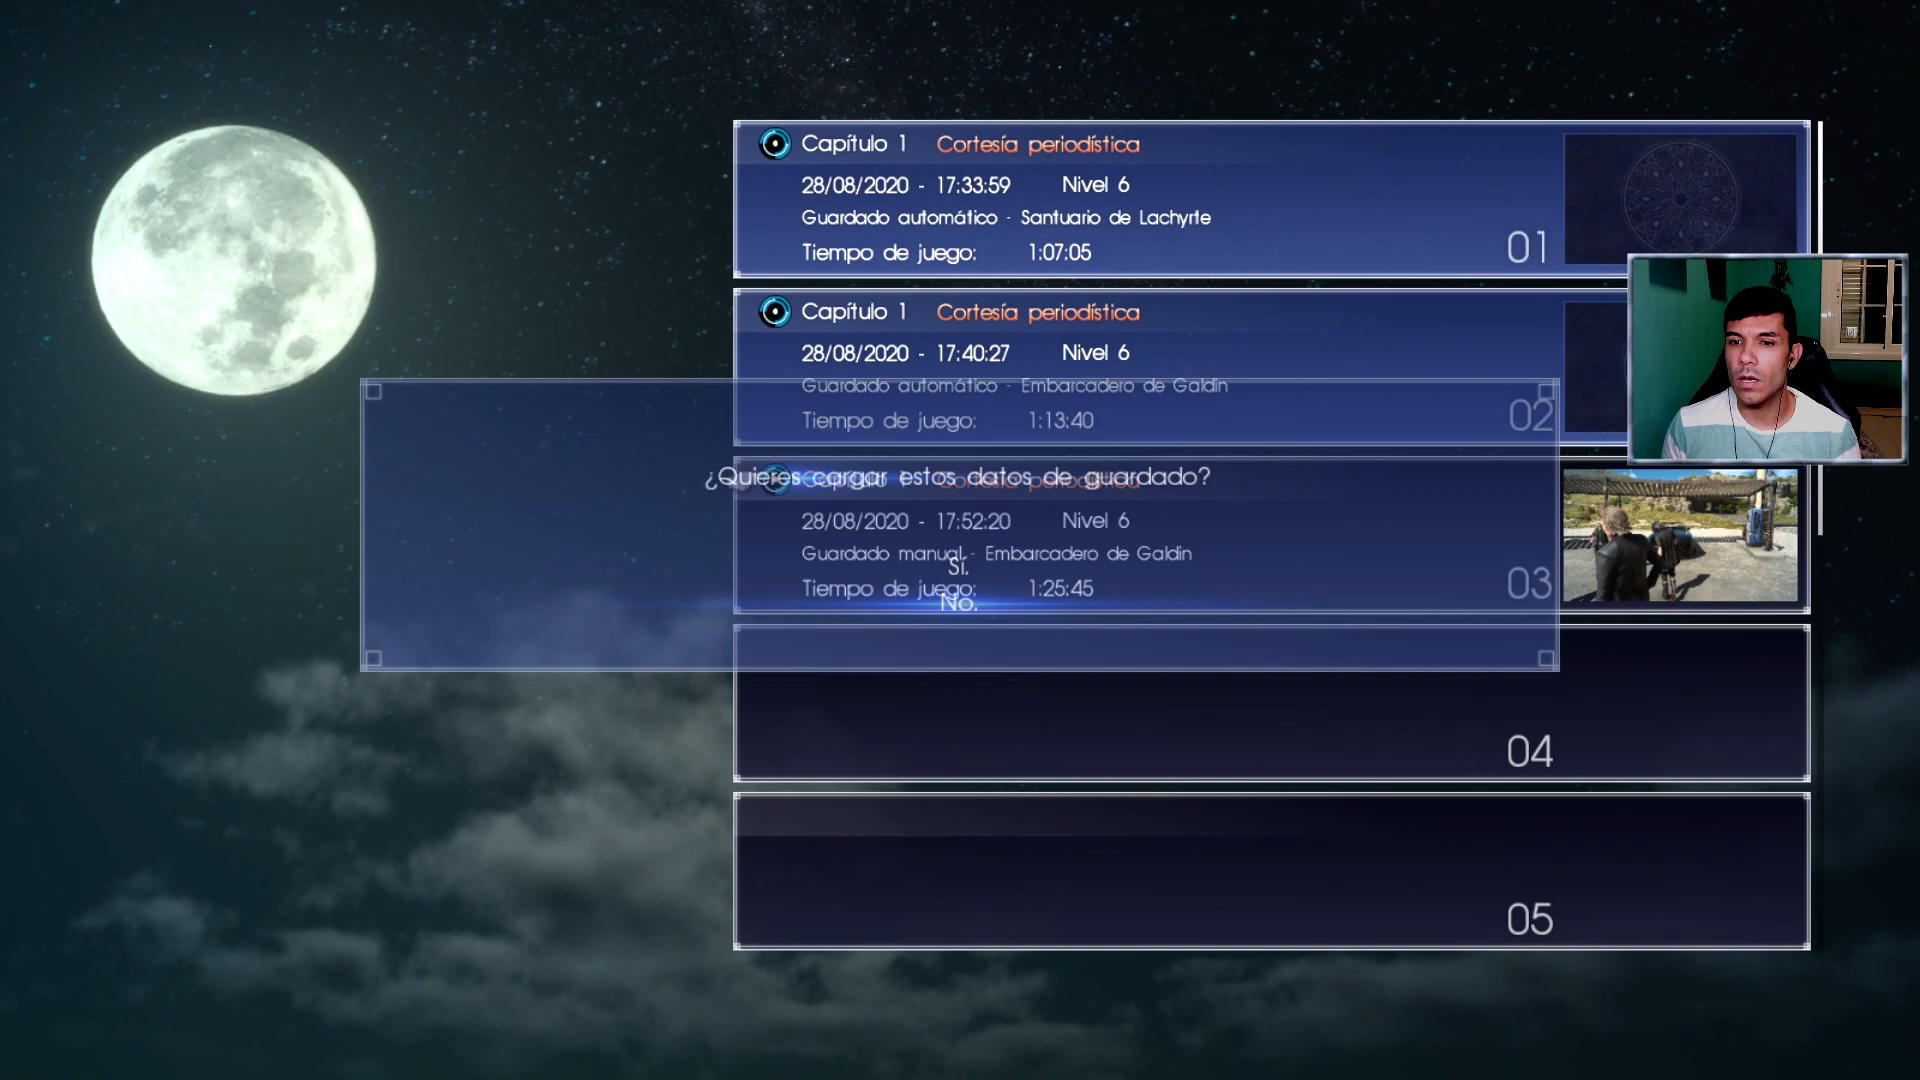 Capítulo 1 Cortesía periodística
28/08/2020 - 17:33:59 Nivel 6
Guardado automático - Santuario de Lachyrte
Tiempo de juego: 1:07:05
01
Capítulo 1 Cortesía periodística
28/08/2020 - 17:40:27 Nivel 6
Guardado automático - Embarcadero de Galdin
Tiempo de juego: 1:13:40
02
¿Quieres cargar estos datos de guardado?
Capítulo 1 Cortesía periodística
28/08/2020 - 17:52:20 Nivel 6
Guardado manual - Embarcadero de Galdin
Sí.
Tiempo de juego: 1:25:45
03
No.
04
05